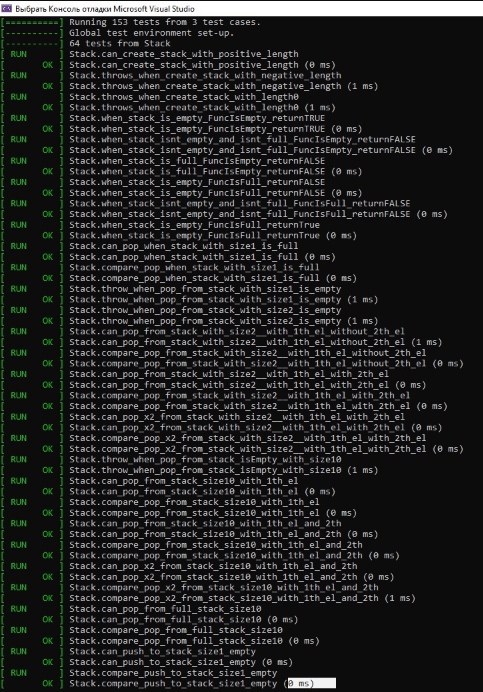 Выбрать Консоль отладки Microsoft Visual Studio
[==========] Running 153 tests from 3 test cases.
[----------] Global test environment set-up.
[----------] 64 tests from Stack
[ RUN      ] Stack.can_create_stack_with_positive_length
[       OK ] Stack.can_create_stack_with_positive_length (0 ms)
[ RUN      ] Stack.throws_when_create_stack_with_negative_length
[       OK ] Stack.throws_when_create_stack_with_negative_length (1 ms)
[ RUN      ] Stack.throws_when_create_stack_with_length0
[       OK ] Stack.throws_when_create_stack_with_length0 (1 ms)
[ RUN      ] Stack.when_stack_is_empty_FuncIsEmpty_returnTRUE
[       OK ] Stack.when_stack_is_empty_FuncIsEmpty_returnTRUE (0 ms)
[ RUN      ] Stack.when_stack_isnt_empty_and_isnt_full_FuncIsEmpty_returnFALSE
[       OK ] Stack.when_stack_isnt_empty_and_isnt_full_FuncIsEmpty_returnFALSE (0 ms)
[ RUN      ] Stack.when_stack_is_full_FuncIsEmpty_returnFALSE
[       OK ] Stack.when_stack_is_full_FuncIsEmpty_returnFALSE (0 ms)
[ RUN      ] Stack.when_stack_is_empty_FuncIsFull_returnFALSE
[       OK ] Stack.when_stack_is_empty_FuncIsFull_returnFALSE (0 ms)
[ RUN      ] Stack.when_stack_isnt_empty_and_isnt_full_FuncIsFull_returnFALSE
[       OK ] Stack.when_stack_isnt_empty_and_isnt_full_FuncIsFull_returnFALSE (0 ms)
[ RUN      ] Stack.when_stack_is_empty_FuncIsFull_returnTrue
[       OK ] Stack.when_stack_is_empty_FuncIsFull_returnTrue (0 ms)
[ RUN      ] Stack.can_pop_when_stack_with_size1_is_full
[       OK ] Stack.can_pop_when_stack_with_size1_is_full (0 ms)
[ RUN      ] Stack.compare_pop_when_stack_with_size1_is_full
[       OK ] Stack.compare_pop_when_stack_with_size1_is_full (0 ms)
[ RUN      ] Stack.throw_when_pop_from_stack_with_size1_is_empty
[       OK ] Stack.throw_when_pop_from_stack_with_size1_is_empty (1 ms)
[ RUN      ] Stack.throw_when_pop_from_stack_with_size2_is_empty
[       OK ] Stack.throw_when_pop_from_stack_with_size2_is_empty (1 ms)
[ RUN      ] Stack.can_pop_from_stack_with_size2__with_1th_el_without_2th_el
[       OK ] Stack.can_pop_from_stack_with_size2__with_1th_el_without_2th_el (1 ms)
[ RUN      ] Stack.compare_pop_from_stack_with_size2__with_1th_el_without_2th_el
[       OK ] Stack.compare_pop_from_stack_with_size2__with_1th_el_without_2th_el (0 ms)
[ RUN      ] Stack.can_pop_from_stack_with_size2__with_1th_el_with_2th_el
[       OK ] Stack.can_pop_from_stack_with_size2__with_1th_el_with_2th_el (0 ms)
[ RUN      ] Stack.compare_pop_from_stack_with_size2__with_1th_el_with_2th_el
[       OK ] Stack.compare_pop_from_stack_with_size2__with_1th_el_with_2th_el (0 ms)
[ RUN      ] Stack.can_pop_x2_from_stack_with_size2__with_1th_el_with_2th_el
[       OK ] Stack.can_pop_x2_from_stack_with_size2__with_1th_el_with_2th_el (0 ms)
[ RUN      ] Stack.compare_pop_x2_from_stack_with_size2__with_1th_el_with_2th_el
[       OK ] Stack.compare_pop_x2_from_stack_with_size2__with_1th_el_with_2th_el (0 ms)
[ RUN      ] Stack.throw_when_pop_from_stack_isEmpty_with_size10
[       OK ] Stack.throw_when_pop_from_stack_isEmpty_with_size10 (1 ms)
[ RUN      ] Stack.can_pop_from_stack_size10_with_1th_el
[       OK ] Stack.can_pop_from_stack_size10_with_1th_el (0 ms)
[ RUN      ] Stack.compare_pop_from_stack_size10_with_1th_el
[       OK ] Stack.compare_pop_from_stack_size10_with_1th_el (0 ms)
[ RUN      ] Stack.can_pop_from_stack_size10_with_1th_el_and_2th
[       OK ] Stack.can_pop_from_stack_size10_with_1th_el_and_2th (0 ms)
[ RUN      ] Stack.compare_pop_from_stack_size10_with_1th_el_and_2th
[       OK ] Stack.compare_pop_from_stack_size10_with_1th_el_and_2th (0 ms)
[ RUN      ] Stack.can_pop_x2_from_stack_size10_with_1th_el_and_2th
[       OK ] Stack.can_pop_x2_from_stack_size10_with_1th_el_and_2th (0 ms)
[ RUN      ] Stack.compare_pop_x2_from_stack_size10_with_1th_el_and_2th
[       OK ] Stack.compare_pop_x2_from_stack_size10_with_1th_el_and_2th (1 ms)
[ RUN      ] Stack.can_pop_from_full_stack_size10
[       OK ] Stack.can_pop_from_full_stack_size10 (0 ms)
[ RUN      ] Stack.compare_pop_from_full_stack_size10
[       OK ] Stack.compare_pop_from_full_stack_size10 (0 ms)
[ RUN      ] Stack.can_push_to_stack_size1_empty
[       OK ] Stack.can_push_to_stack_size1_empty (0 ms)
[ RUN      ] Stack.compare_push_to_stack_size1_empty
[       OK ] Stack.compare_push_to_stack_size1_empty (0 ms)